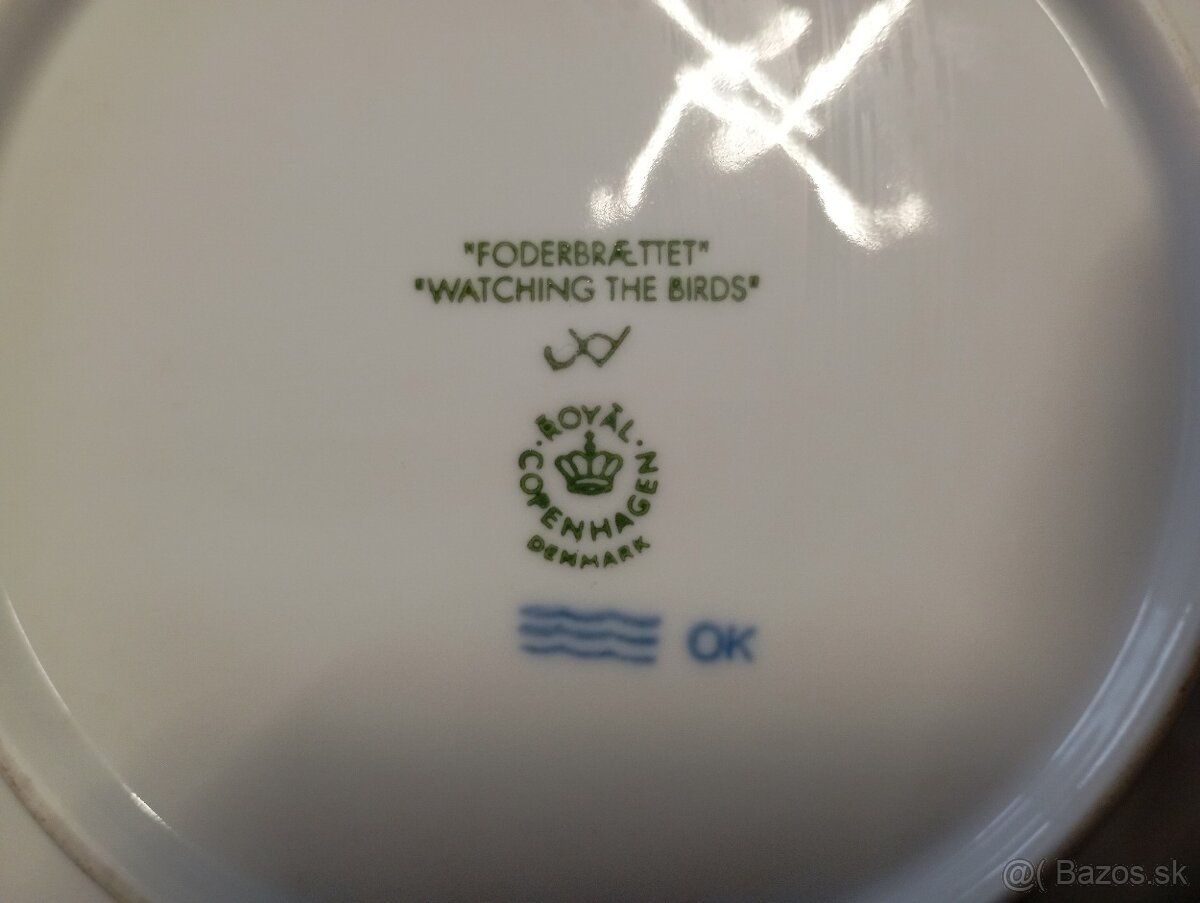 "FODERBRÆTTET"
"WATCHING THE BIRDS"
ROYAL
COPENHAGEN
DENMARK
OK
@( Bazos.sk